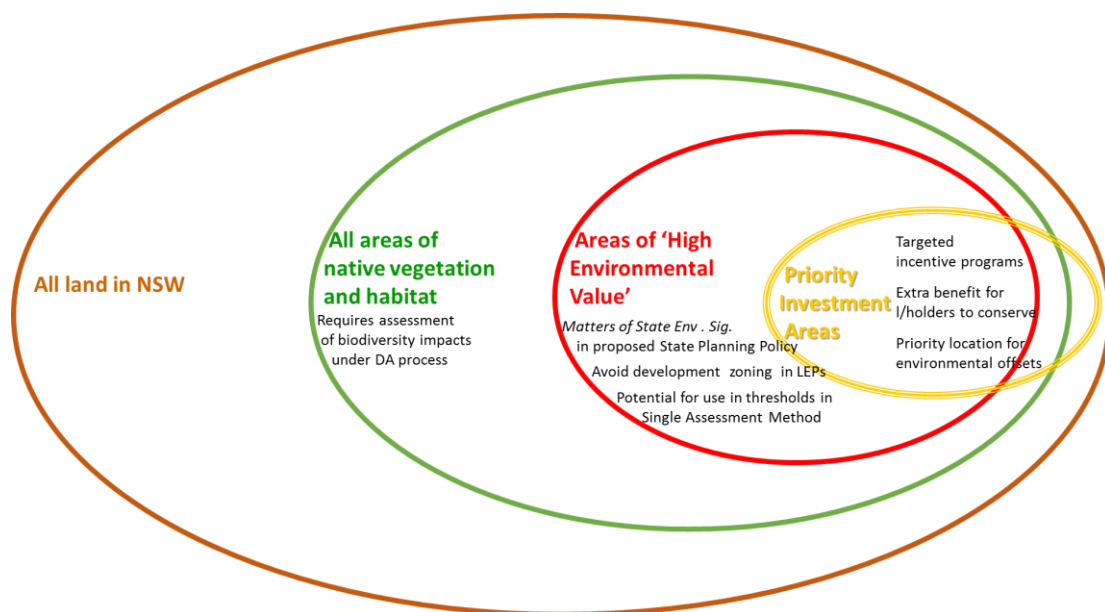 All land in NSW
All areas of
native vegetation
and habitat
Requires assessment
of biodiversity impacts
under DA process
Areas of ‘High
Environmental
Value’
Matters of State Env . Sig.
in proposed State Planning Policy
Avoid development zoning in LEPs
Potential for use in thresholds in
Single Assessment Method
Priority
Investment
Areas
Targeted
incentive programs
Extra benefit for
l/holders to conserve
Priority location for
environmental offsets